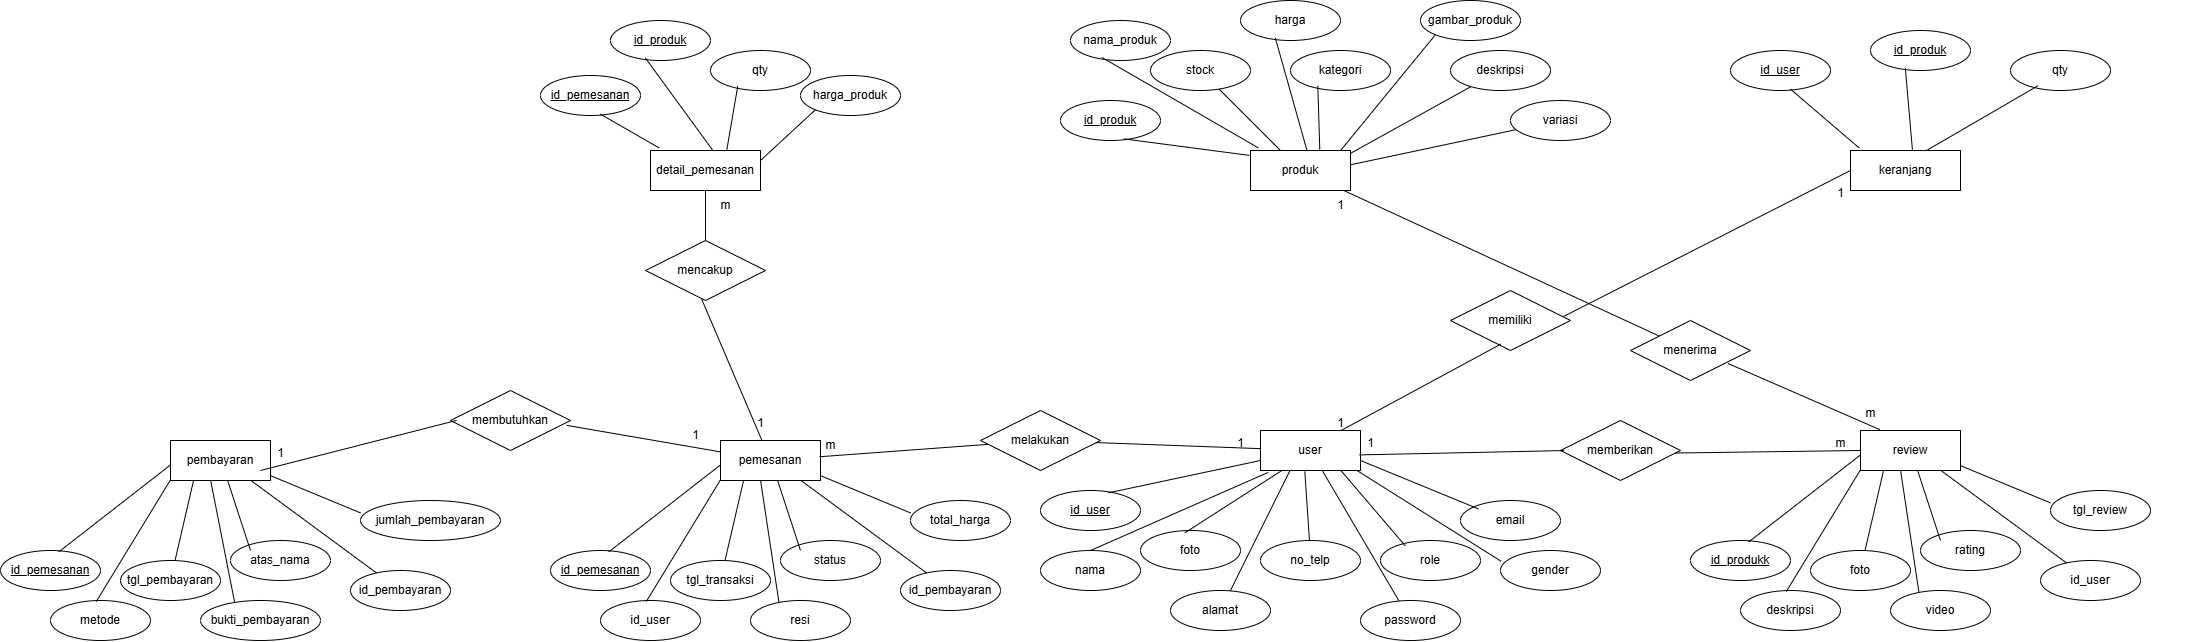 id_produk
id_pemesanan
qty
harga_produk
detail_pemesanan
m
mencakup
nama_produk
harga
gambar_produk
stock
kategori
deskripsi
id_produk
variasi
produk
1
id_user
id_produk
qty
keranjang
1
memiliki
menerima
membutuhkan
1
1
1
m
melakukan
1
1
1
memberikan
m
m
pembayaran
pemesanan
user
review
id_pemesanan
metode
tgl_pembayaran
bukti_pembayaran
atas_nama
id_pembayaran
jumlah_pembayaran
id_pemesanan
id_user
tgl_transaksi
resi
status
id_pembayaran
total_harga
id_user
nama
foto
alamat
no_telp
password
role
gender
email
id_produkk
deskripsi
foto
video
rating
id_user
tgl_review